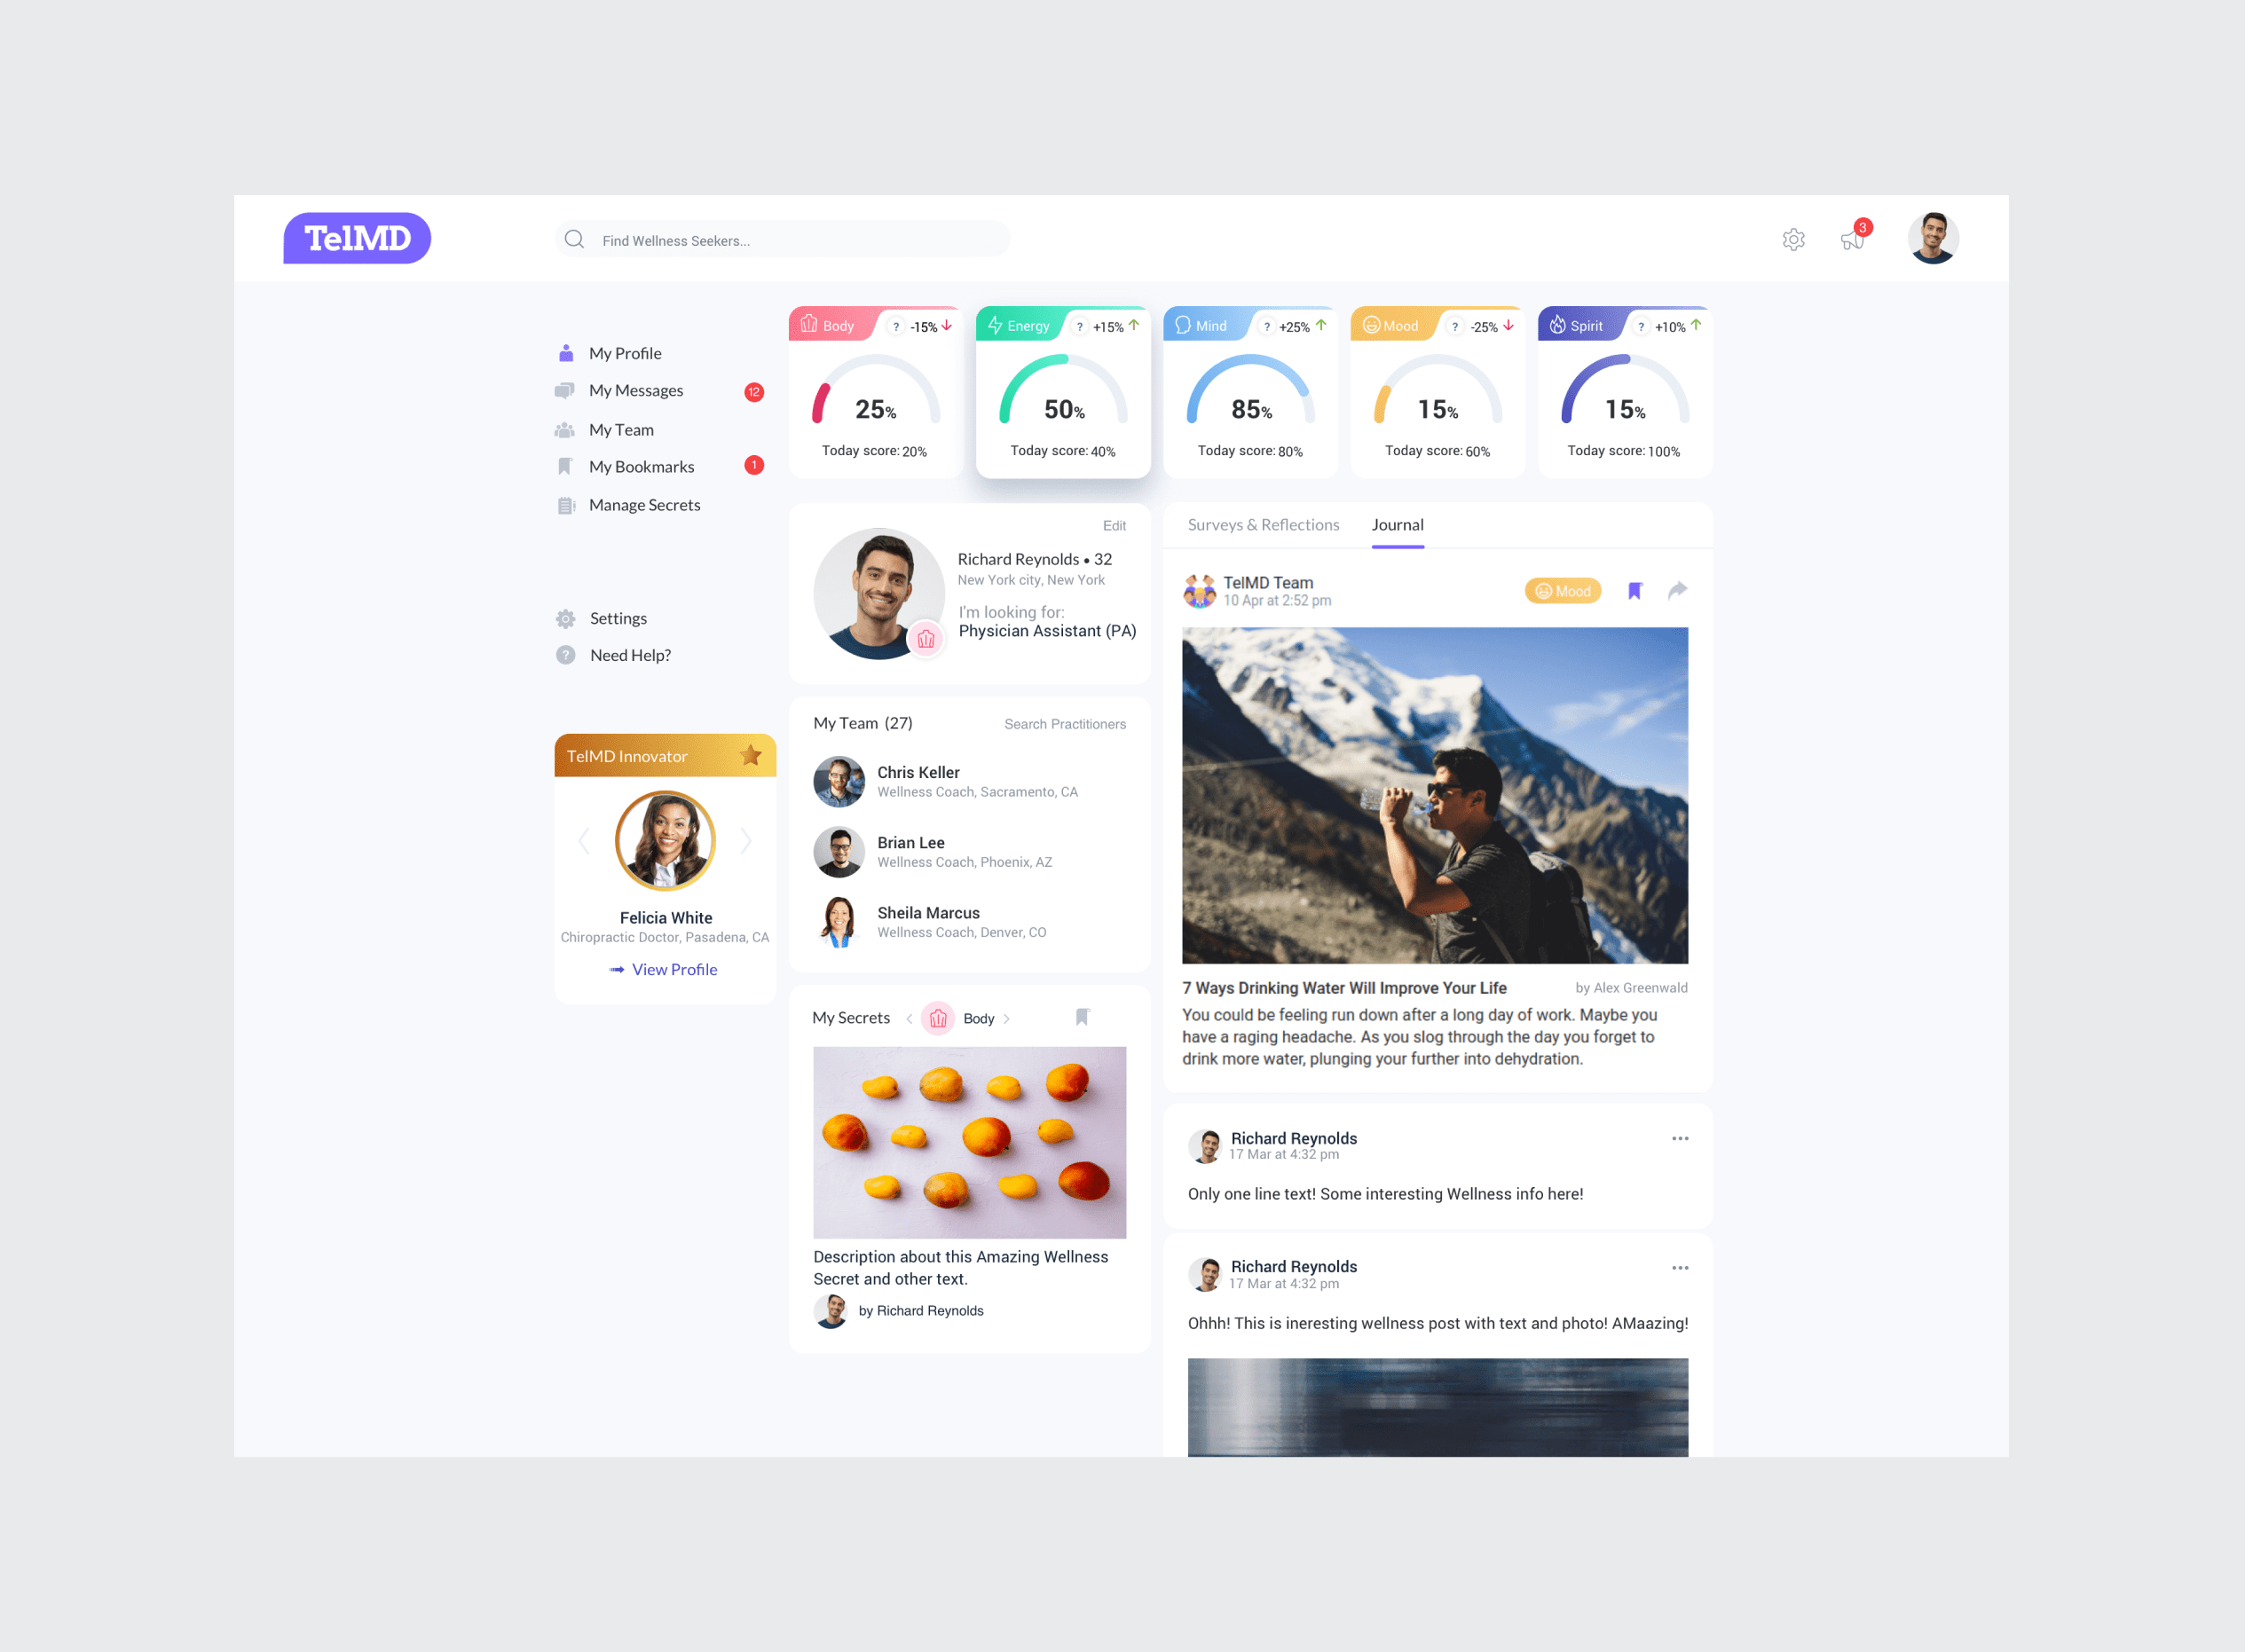 TelMD
Find Wellness Seekers...
3
My Profile
My Messages
12
My Team
My Bookmarks
1
Manage Secrets
Settings
? Need Help?
TelMD Innovator
Felicia White
Chiropractic Doctor, Pasadena, CA
View Profile
Body ? -15%
25%
Today score: 20%
Energy ? +15%
50%
Today score: 40%
Mind ? +25%
85%
Today score: 80%
Mood ? -25%
15%
Today score: 60%
Spirit ? +10%
15%
Today score: 100%
Edit
Richard Reynolds • 32
New York city, New York
I'm looking for:
Physician Assistant (PA)
My Team (27)
Search Practitioners
Chris Keller
Wellness Coach, Sacramento, CA
Brian Lee
Wellness Coach, Phoenix, AZ
Sheila Marcus
Wellness Coach, Denver, CO
My Secrets
Body
Description about this Amazing Wellness
Secret and other text.
by Richard Reynolds
Surveys & Reflections
Journal
TelMD Team
10 Apr at 2:52 pm
Mood
7 Ways Drinking Water Will Improve Your Life
by Alex Greenwald
You could be feeling run down after a long day of work. Maybe you
have a raging headache. As you slog through the day you forget to
drink more water, plunging your further into dehydration.
Richard Reynolds
17 Mar at 4:32 pm
Only one line text! Some interesting Wellness info here!
Richard Reynolds
17 Mar at 4:32 pm
Ohhh! This is ineresting wellness post with text and photo! AMaazing!